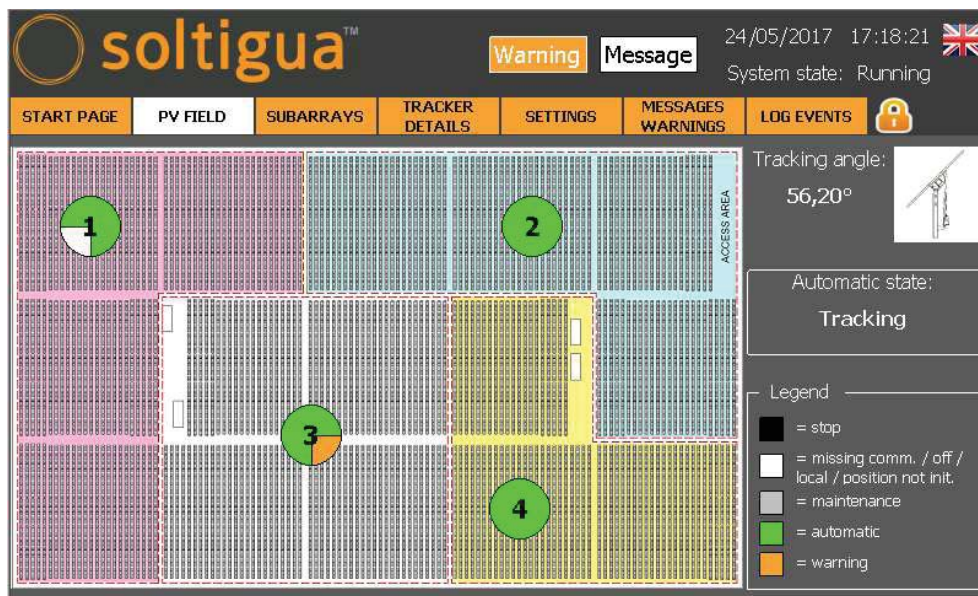 soltigua™
Warning
Message
24/05/2017 17:18:21
System state: Running
START PAGE
PV FIELD
SUBARRAYS
TRACKER
DETAILS
SETTINGS
MESSAGES
WARNINGS
LOG EVENTS
1
2
ACCESS AREA
3
4
Tracking angle:
56,20°
Automatic state:
Tracking
Legend
= stop
= missing comm. / off /
local / position not init.
= maintenance
= automatic
= warning